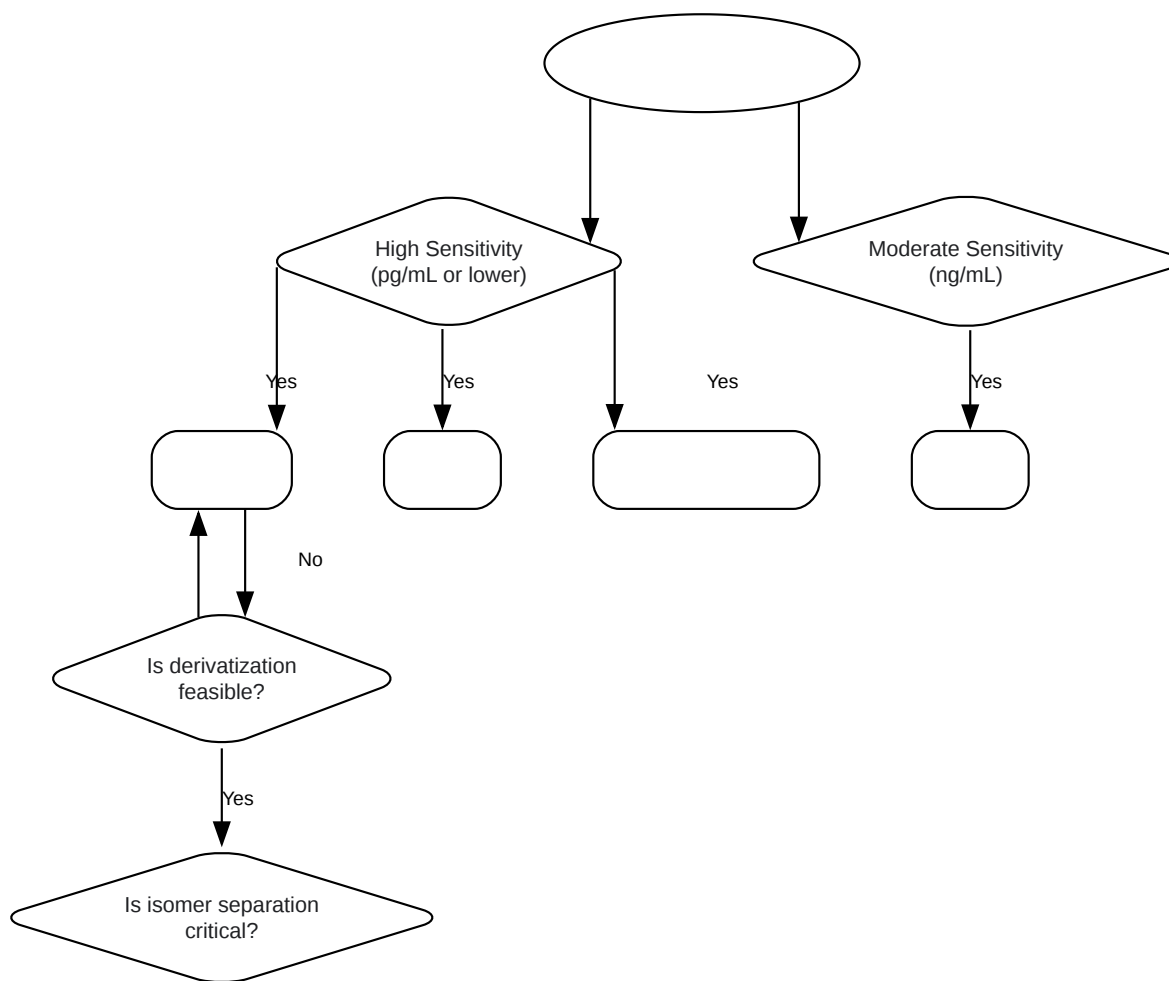 High Sensitivity
(pg/mL or lower)
Moderate Sensitivity
(ng/mL)
Yes
Yes
Yes
Yes
No
Is derivatization
feasible?
Yes
Is isomer separation
critical?